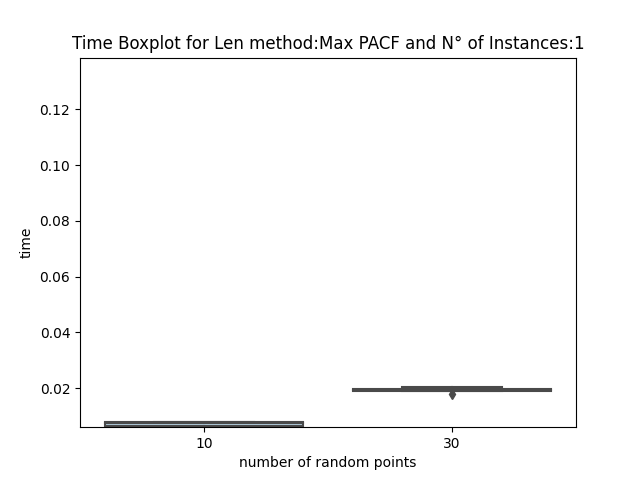 Time Boxplot for Len method:Max PACF and N° of Instances:1
0.12
0.10
0.08
time
0.06
0.04
0.02
10
30
number of random points